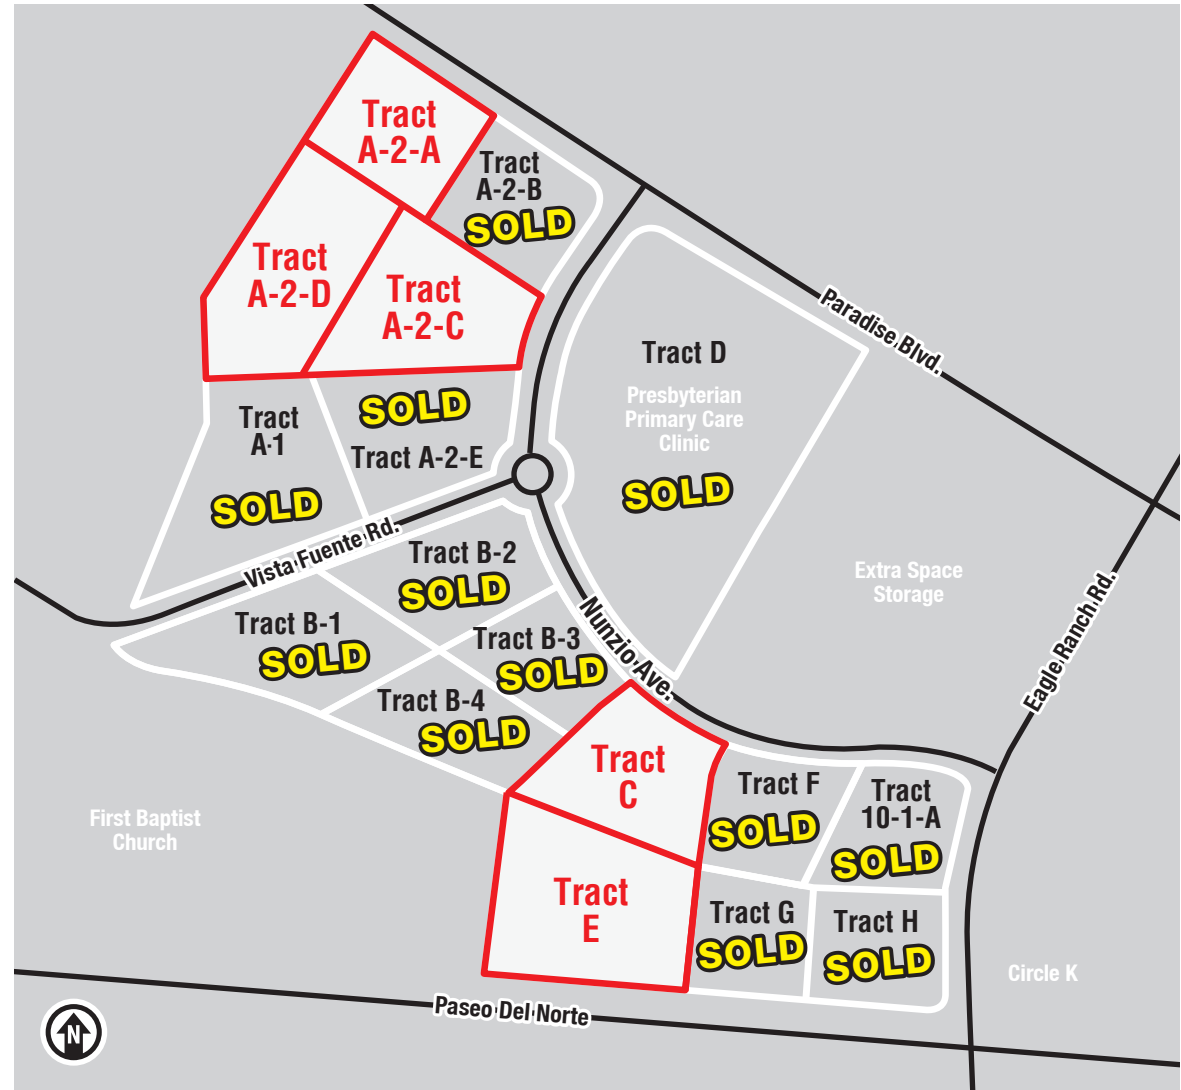 Tract
A-2-A
Tract
A-2-B
SOLD
Tract
A-2-D
Tract
A-2-C
Paradise Blvd.
Tract D
Presbyterian
Primary Care
Clinic
SOLD
SOLD
Tract A-2-E
Tract
A-1
SOLD
Vista Fuente Rd.
Tract B-2
SOLD
Extra Space
Storage
Eagle Ranch Rd.
Nunzio Ave.
Tract B-1
SOLD
Tract B-3
SOLD
Tract B-4
SOLD
Tract
C
Tract F
SOLD
Tract
10-1-A
SOLD
First Baptist
Church
Tract
E
Tract G
SOLD
Tract H
SOLD
Circle K
Paseo Del Norte
N